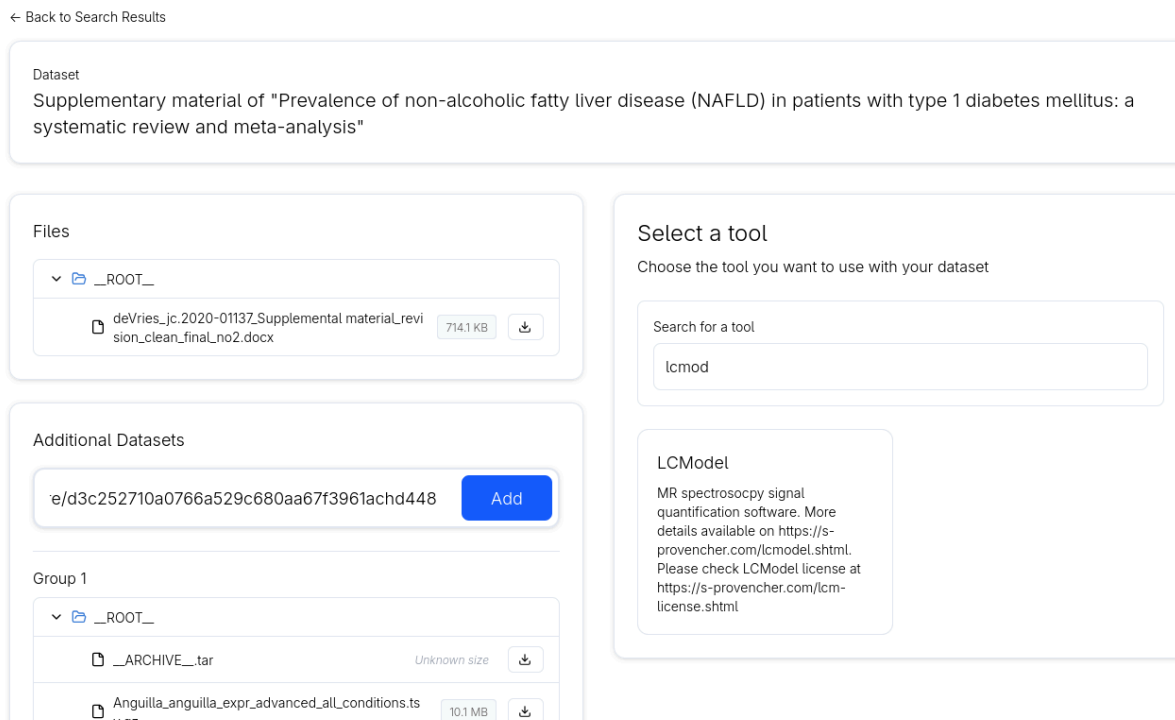 ← Back to Search Results
Dataset
Supplementary material of "Prevalence of non-alcoholic fatty liver disease (NAFLD) in patients with type 1 diabetes mellitus: a
systematic review and meta-analysis"
Files
__ROOT__
deVries_jc.2020-01137_Supplemental material_revi
sion_clean_final_no2.docx
714.1 KB
Additional Datasets
e/d3c252710a0766a529c680aa67f3961achd448
Add
Group 1
__ROOT__
__ARCHIVE__.tar
Unknown size
Anguilla_anguilla_expr_advanced_all_conditions.ts
10.1 MB
Select a tool
Choose the tool you want to use with your dataset
Search for a tool
lcmod
LCModel
MR spectrosocpy signal
quantification software. More
details available on https://s-
provencher.com/lcmodel.shtml.
Please check LCModel license at
https://s-provencher.com/lcm-
license.shtml